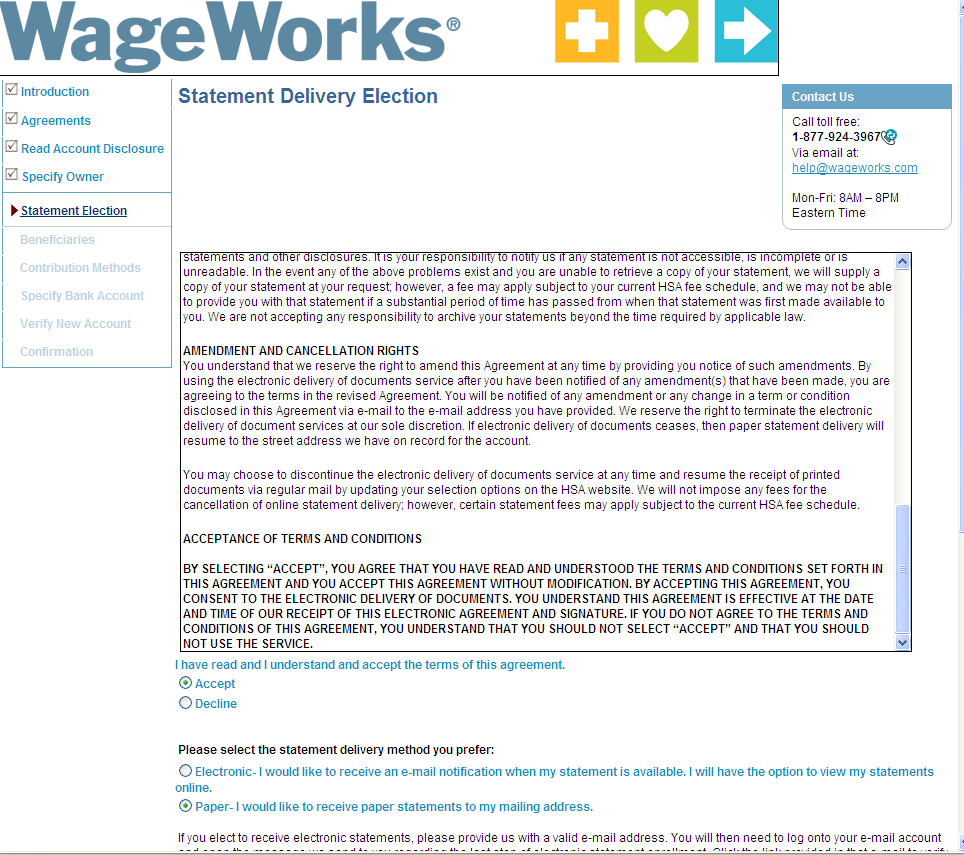 WageWorks®
Introduction
Agreements
Read Account Disclosure
Specify Owner
Statement Election
Beneficiaries
Contribution Methods
Specify Bank Account
Verify New Account
Confirmation
Statement Delivery Election
Contact Us
Call toll free:
1-877-924-3967
Via email at:
help@wageworks.com
Mon-Fri: 8AM – 8PM
Eastern Time
statements and other disclosures. It is your responsibility to notify us if any statement is not accessible, is incomplete or is
unreadable. In the event any of the above problems exist and you are unable to retrieve a copy of your statement, we will supply a
copy of your statement at your request; however, a fee may apply subject to your current HSA fee schedule, and we may not be able
to provide you with that statement if a substantial period of time has passed from when that statement was first made available to
you. We are not accepting any responsibility to archive your statements beyond the time required by applicable law.
AMENDMENT AND CANCELLATION RIGHTS
You understand that we reserve the right to amend this Agreement at any time by providing you notice of such amendments. By
using the electronic delivery of documents service after you have been notified of any amendment(s) that have been made, you are
agreeing to the terms in the revised Agreement. You will be notified of any amendment or any change in a term or condition
disclosed in this Agreement via e-mail to the e-mail address you have provided. We reserve the right to terminate the electronic
delivery of document services at our sole discretion. If electronic delivery of documents ceases, then paper statement delivery will
resume to the street address we have on record for the account.
You may choose to discontinue the electronic delivery of documents service at any time and resume the receipt of printed
documents via regular mail by updating your selection options on the HSA website. We will not impose any fees for the
cancellation of online statement delivery; however, certain statement fees may apply subject to the current HSA fee schedule.
ACCEPTANCE OF TERMS AND CONDITIONS
BY SELECTING “ACCEPT”, YOU AGREE THAT YOU HAVE READ AND UNDERSTOOD THE TERMS AND CONDITIONS SET FORTH IN
THIS AGREEMENT AND YOU ACCEPT THIS AGREEMENT WITHOUT MODIFICATION. BY ACCEPTING THIS AGREEMENT, YOU
CONSENT TO THE ELECTRONIC DELIVERY OF DOCUMENTS. YOU UNDERSTAND THIS AGREEMENT IS EFFECTIVE AT THE DATE
AND TIME OF OUR RECEIPT OF THIS ELECTRONIC AGREEMENT AND SIGNATURE. IF YOU DO NOT AGREE TO THE TERMS AND
CONDITIONS OF THIS AGREEMENT, YOU UNDERSTAND THAT YOU SHOULD NOT SELECT “ACCEPT” AND THAT YOU SHOULD
NOT USE THE SERVICE.
I have read and I understand and accept the terms of this agreement.
Accept
Decline
Please select the statement delivery method you prefer:
Electronic- I would like to receive an e-mail notification when my statement is available. I will have the option to view my statements
online.
Paper- I would like to receive paper statements to my mailing address.
If you elect to receive electronic statements, please provide us with a valid e-mail address. You will then need to log onto your e-mail account
and open the message we send to you regarding the last step of electronic statement enrollment. Click the link provided in that e-mail to verify